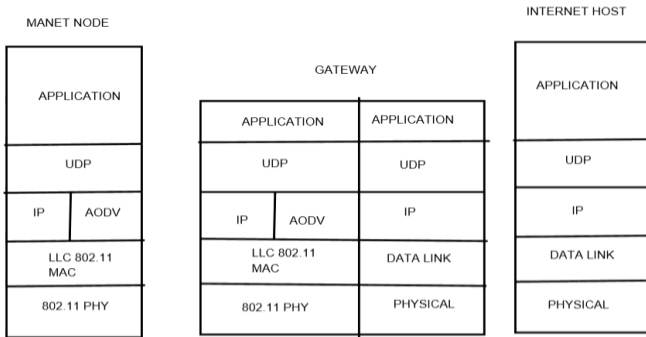 MANET NODE
APPLICATION
UDP
IP
AODV
LLC 802.11
MAC
802.11 PHY
GATEWAY
APPLICATION
APPLICATION
UDP
UDP
IP
AODV
IP
LLC 802.11
MAC
DATA LINK
802.11 PHY
PHYSICAL
INTERNET HOST
APPLICATION
UDP
IP
DATA LINK
PHYSICAL